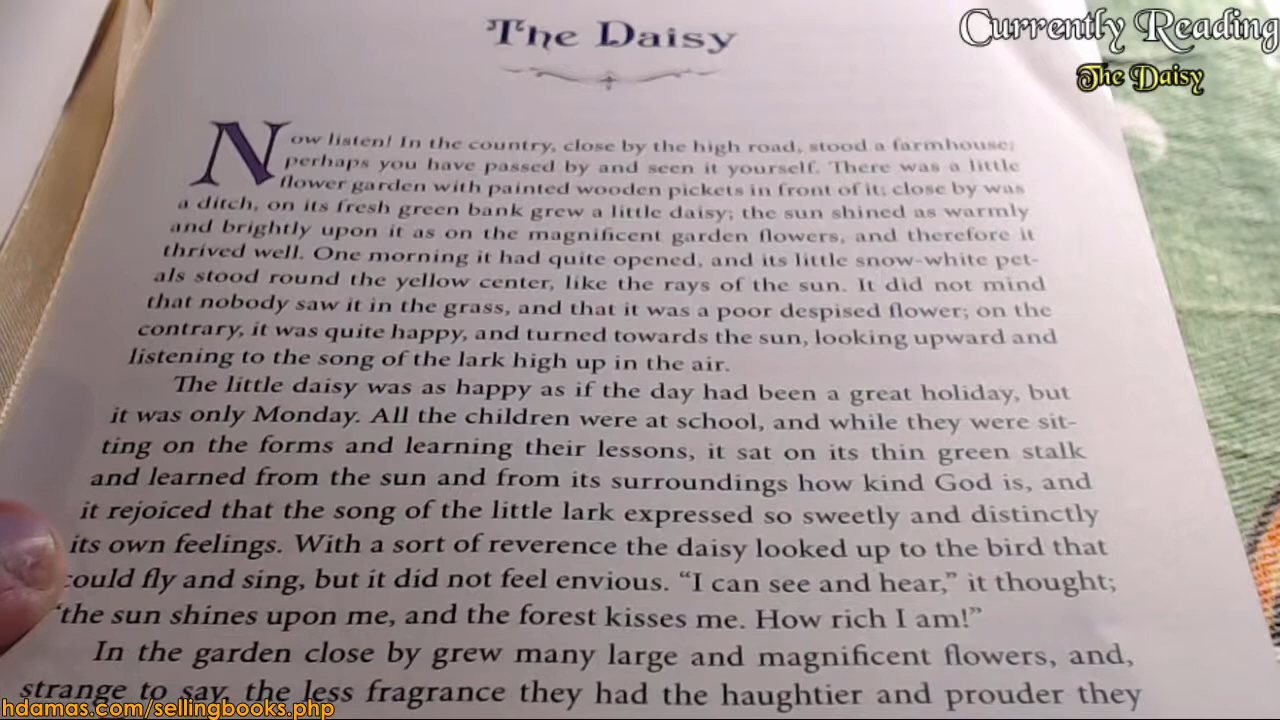 The Daisy
Currently Reading
The Daisy
Now listen! In the country, close by the high road, stood a farmhouse;
perhaps you have passed by and seen it yourself. There was a little
flower garden with painted wooden pickets in front of it; close by was
a ditch, on its fresh green bank grew a little daisy; the sun shined as warmly
and brightly upon it as on the magnificent garden flowers, and therefore it
thrived well. One morning it had quite opened, and its little snow-white pet-
als stood round the yellow center, like the rays of the sun. It did not mind
that nobody saw it in the grass, and that it was a poor despised flower; on the
contrary, it was quite happy, and turned towards the sun, looking upward and
listening to the song of the lark high up in the air.
The little daisy was as happy as if the day had been a great holiday, but
it was only Monday. All the children were at school, and while they were sit-
ting on the forms and learning their lessons, it sat on its thin green stalk
and learned from the sun and from its surroundings how kind God is, and
it rejoiced that the song of the little lark expressed so sweetly and distinctly
its own feelings. With a sort of reverence the daisy looked up to the bird that
could fly and sing, but it did not feel envious. “I can see and hear,” it thought;
“the sun shines upon me, and the forest kisses me. How rich I am!”
In the garden close by grew many large and magnificent flowers, and,
strange to say, the less fragrance they had the haughtier and prouder they
hdamas.com/sellingbooks.php